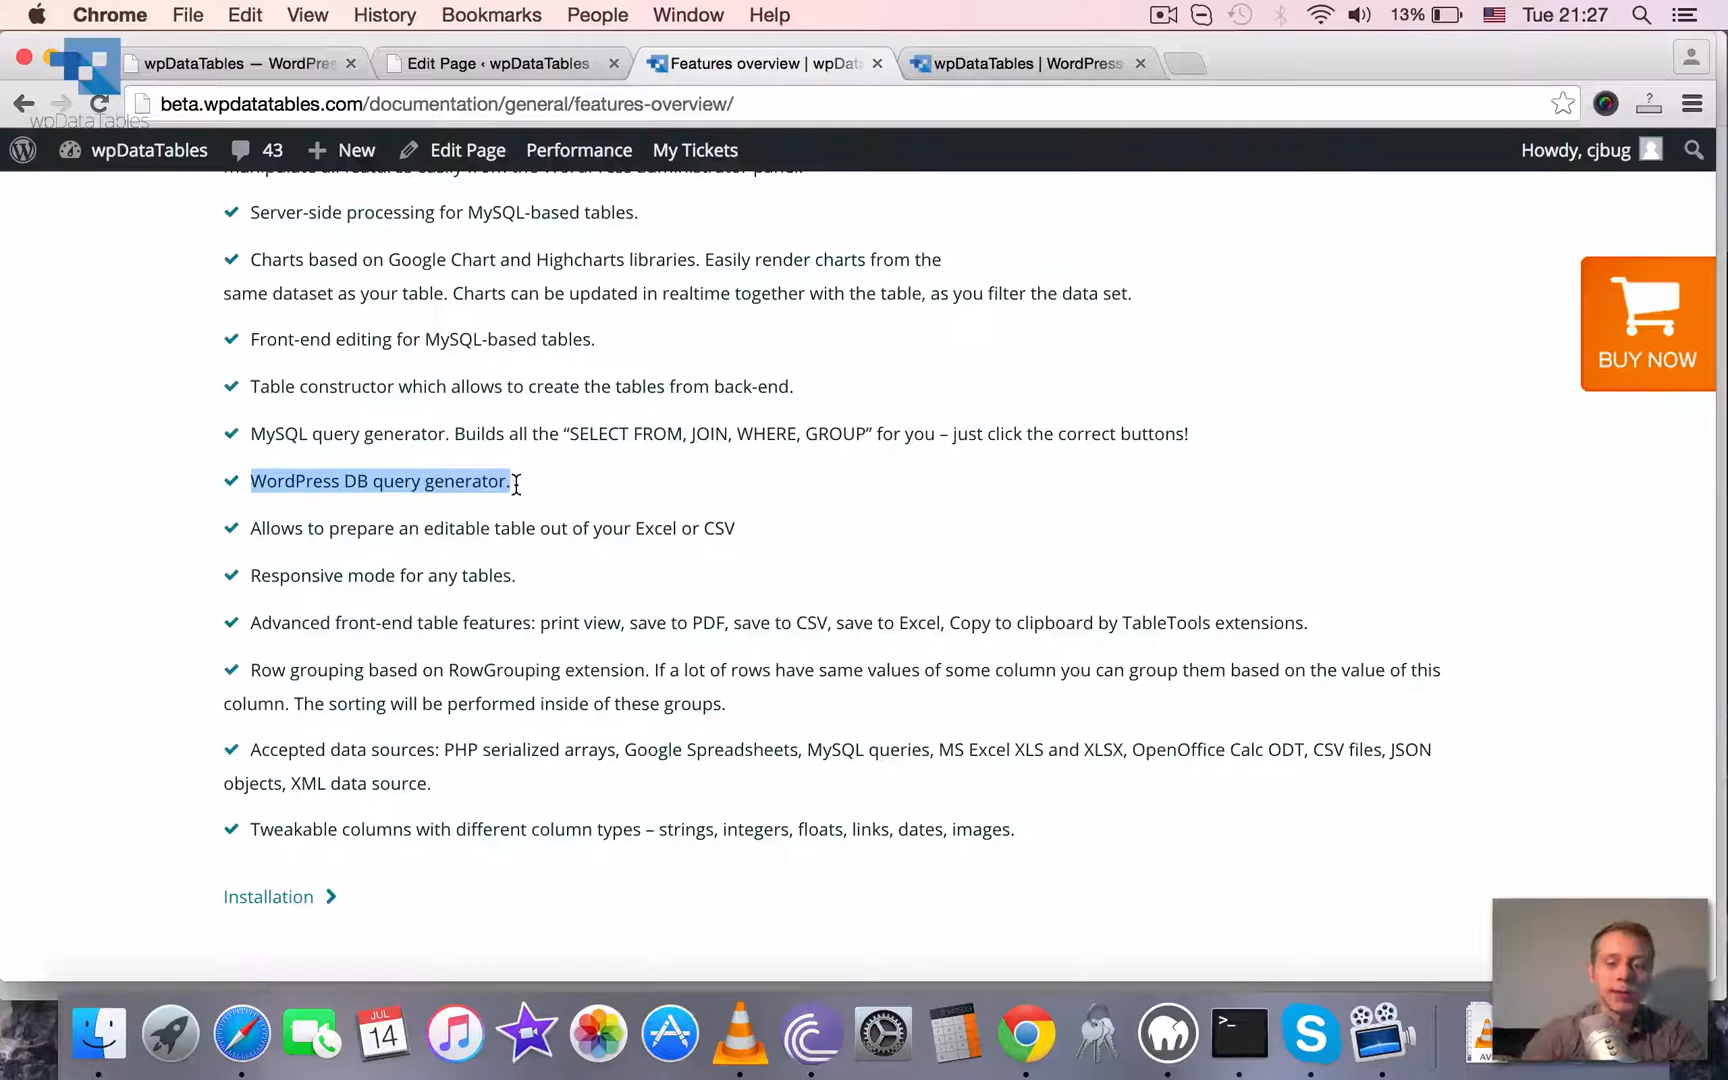 Chrome File Edit View History Bookmarks People Window Help 13% Tue 21:27
wpDataTables — WordPres Edit Page ‹ wpDataTables Features overview | wpData wpDataTables | WordPress
beta.wpdatatables.com/documentation/general/features-overview/
wpDataTables
wpDataTables 43 New Edit Page Performance My Tickets Howdy, cjbug
manipulate all features easily from the WordPress administrator panel.
Server-side processing for MySQL-based tables.
Charts based on Google Chart and Highcharts libraries. Easily render charts from the
same dataset as your table. Charts can be updated in realtime together with the table, as you filter the data set.
Front-end editing for MySQL-based tables.
BUY NOW
Table constructor which allows to create the tables from back-end.
MySQL query generator. Builds all the “SELECT FROM, JOIN, WHERE, GROUP” for you – just click the correct buttons!
WordPress DB query generator.
Allows to prepare an editable table out of your Excel or CSV
Responsive mode for any tables.
Advanced front-end table features: print view, save to PDF, save to CSV, save to Excel, Copy to clipboard by TableTools extensions.
Row grouping based on RowGrouping extension. If a lot of rows have same values of some column you can group them based on the value of this
column. The sorting will be performed inside of these groups.
Accepted data sources: PHP serialized arrays, Google Spreadsheets, MySQL queries, MS Excel XLS and XLSX, OpenOffice Calc ODT, CSV files, JSON
objects, XML data source.
Tweakable columns with different column types – strings, integers, floats, links, dates, images.
Installation
JUL
14